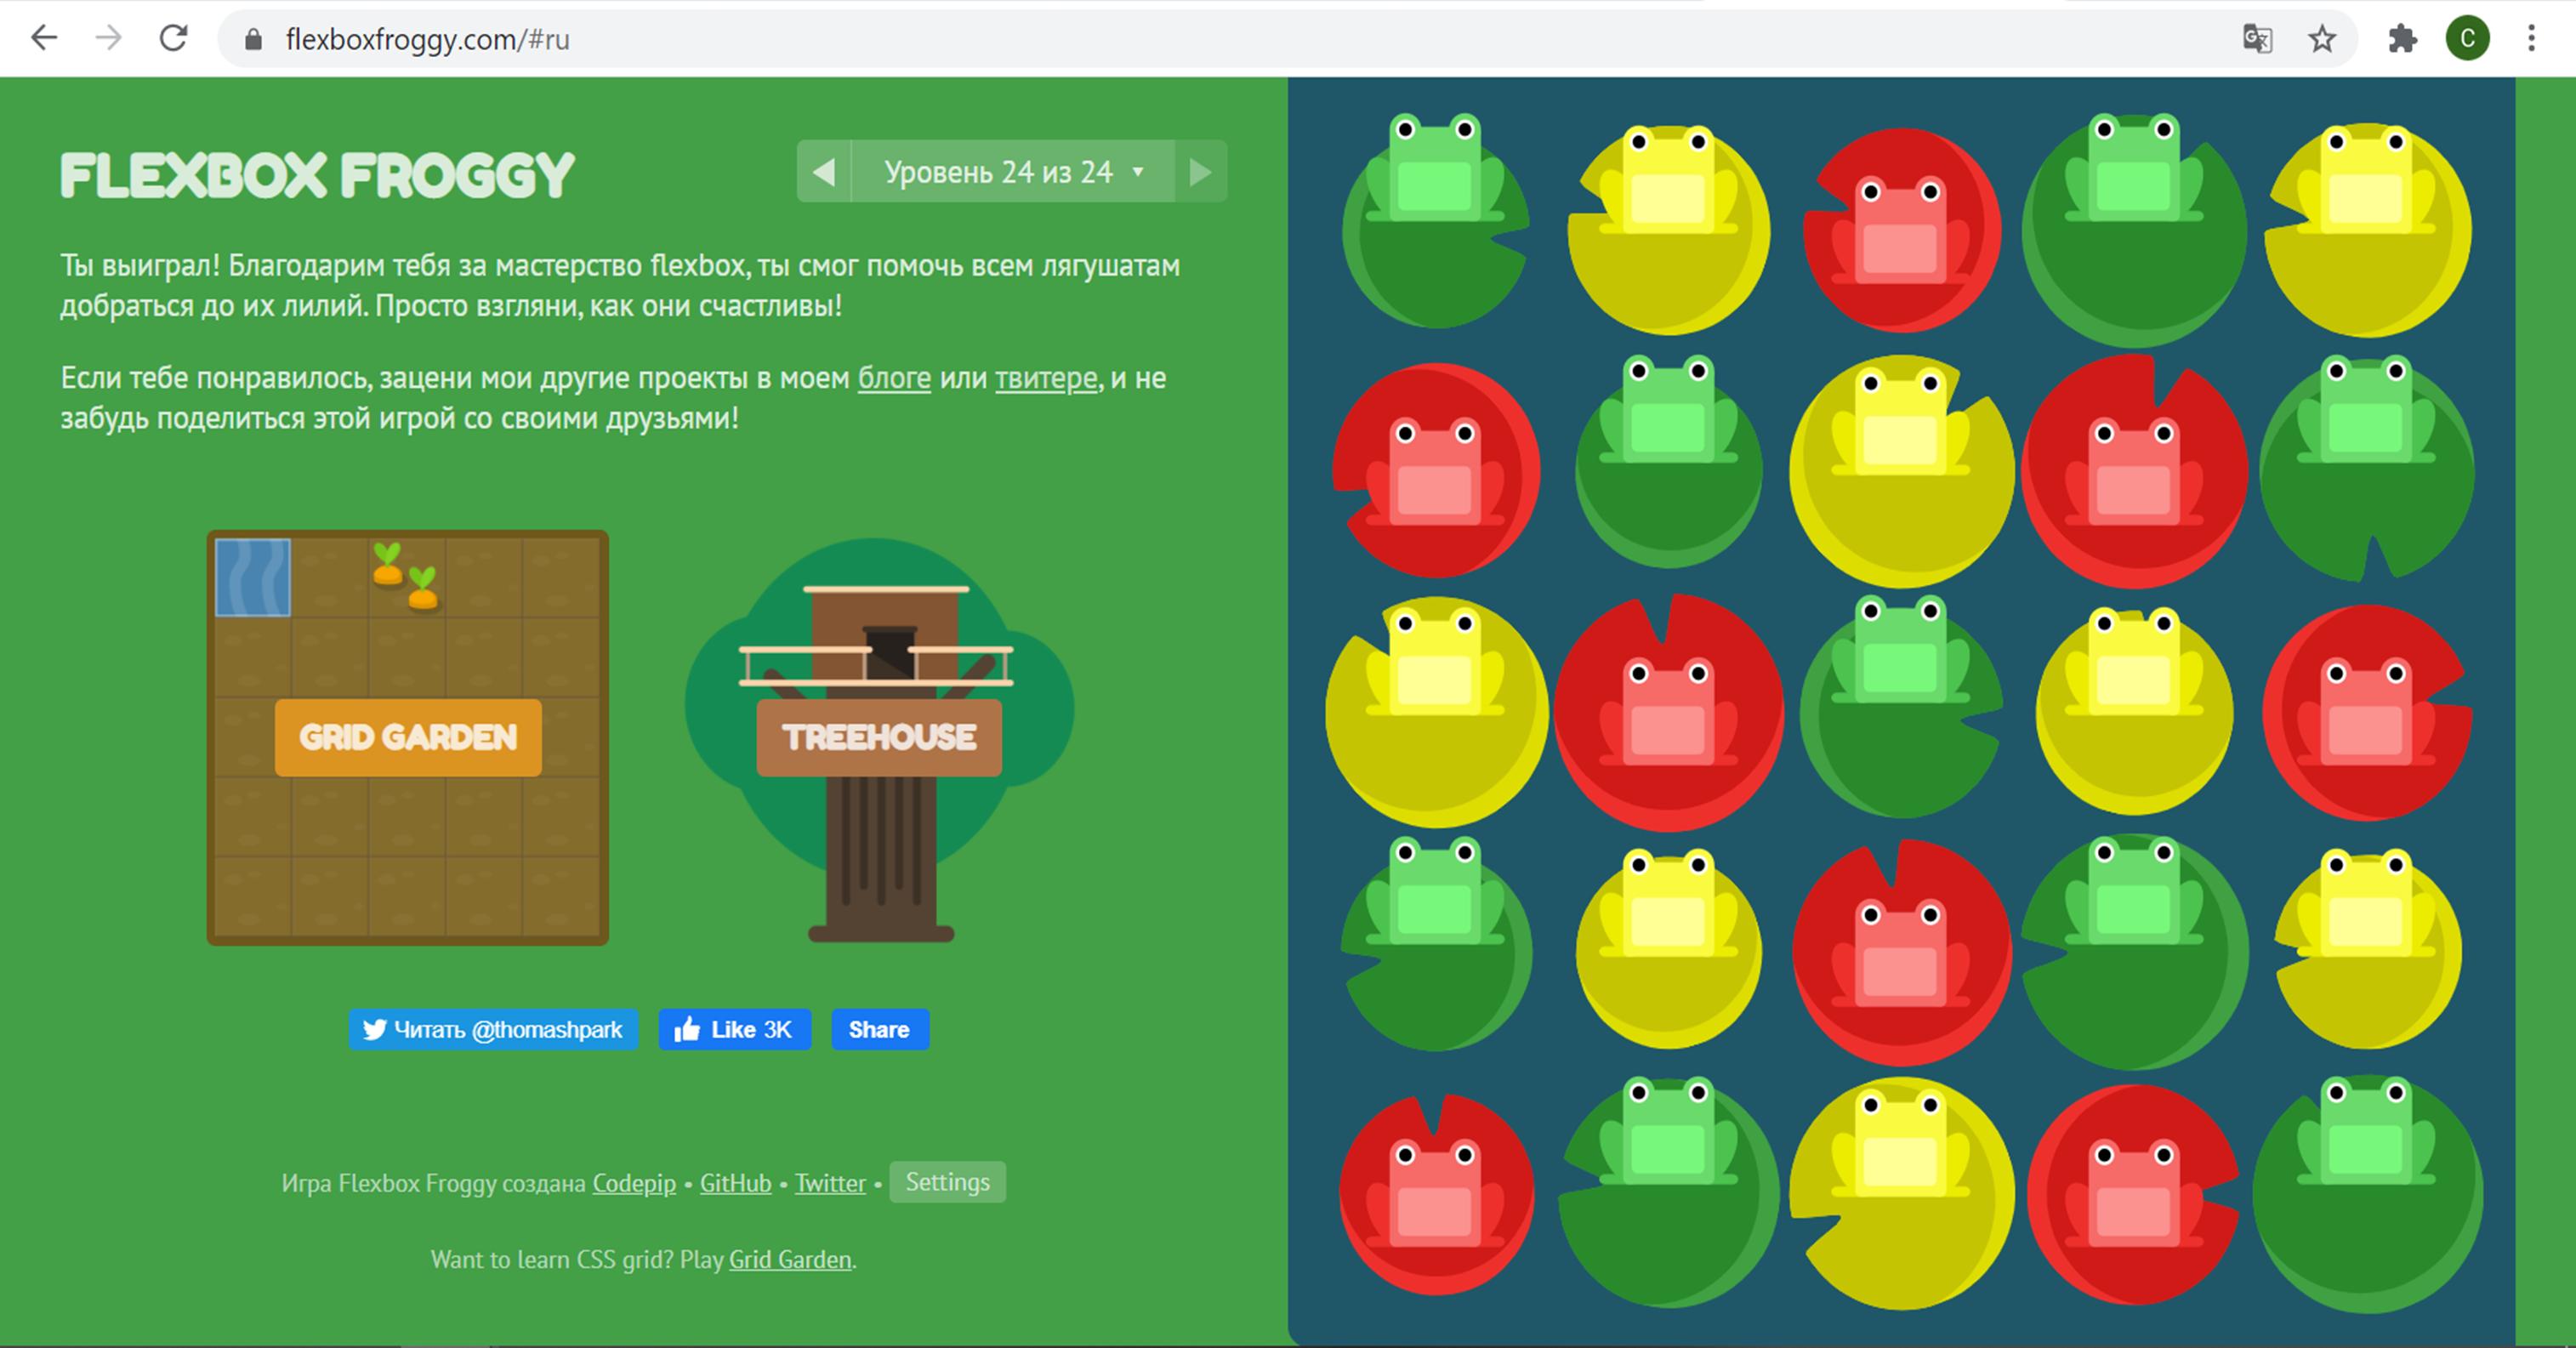 flexboxfroggy.com/#ru
C
FLEXBOX FROGGY
Уровень 24 из 24
Ты выиграл! Благодарим тебя за мастерство flexbox, ты смог помочь всем лягушатам
добраться до их лилий. Просто взгляни, как они счастливы!
Если тебе понравилось, зацени мои другие проекты в моем блоге или твитере, и не
забудь поделиться этой игрой со своими друзьями!
GRID GARDEN
TREEHOUSE
Читать @thomashpark
Like 3K
Share
Игра Flexbox Froggy создана Codepip • GitHub • Twitter • Settings
Want to learn CSS grid? Play Grid Garden.